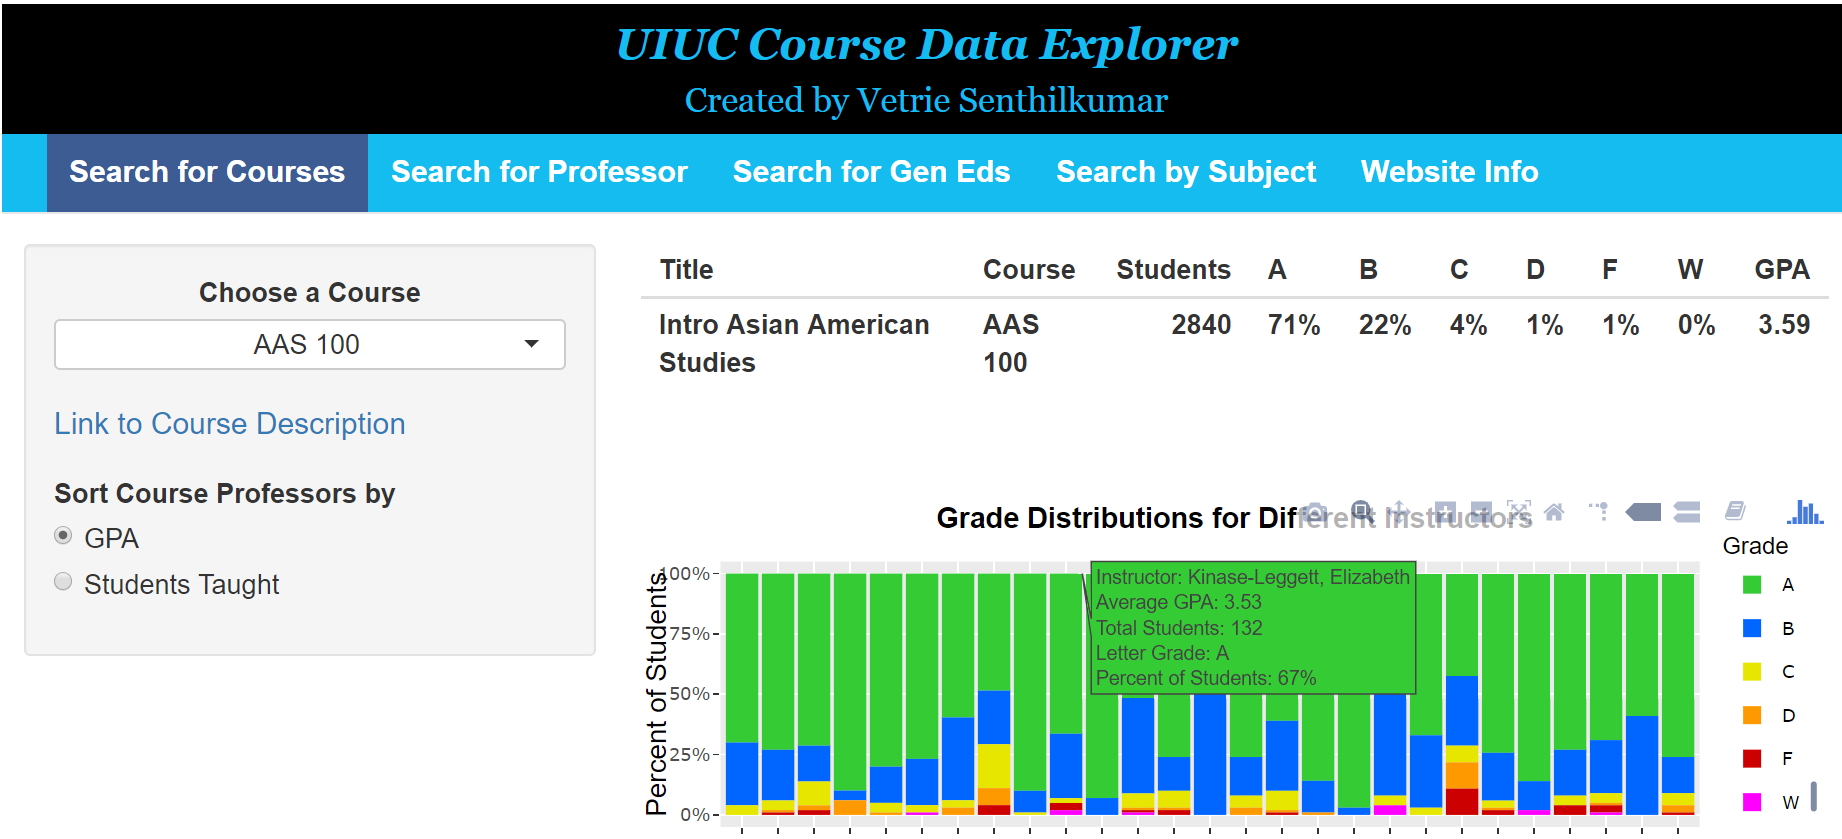 UIUC Course Data Explorer
Created by Vetrie Senthilkumar
Search for Courses Search for Professor Search for Gen Eds Search by Subject Website Info
Choose a Course
AAS 100
Link to Course Description
Sort Course Professors by
GPA
Students Taught
Title Course Students A B C D F W GPA
Intro Asian American AAS 2840 71% 22% 4% 1% 1% 0% 3.59
Studies 100
Grade Distributions for Different Instructors
Grade
A
B
C
D
F
W
Percent of Students
100%
75%
50%
25%
0%
Instructor: Kinase-Leggett, Elizabeth
Average GPA: 3.53
Total Students: 132
Letter Grade: A
Percent of Students: 67%